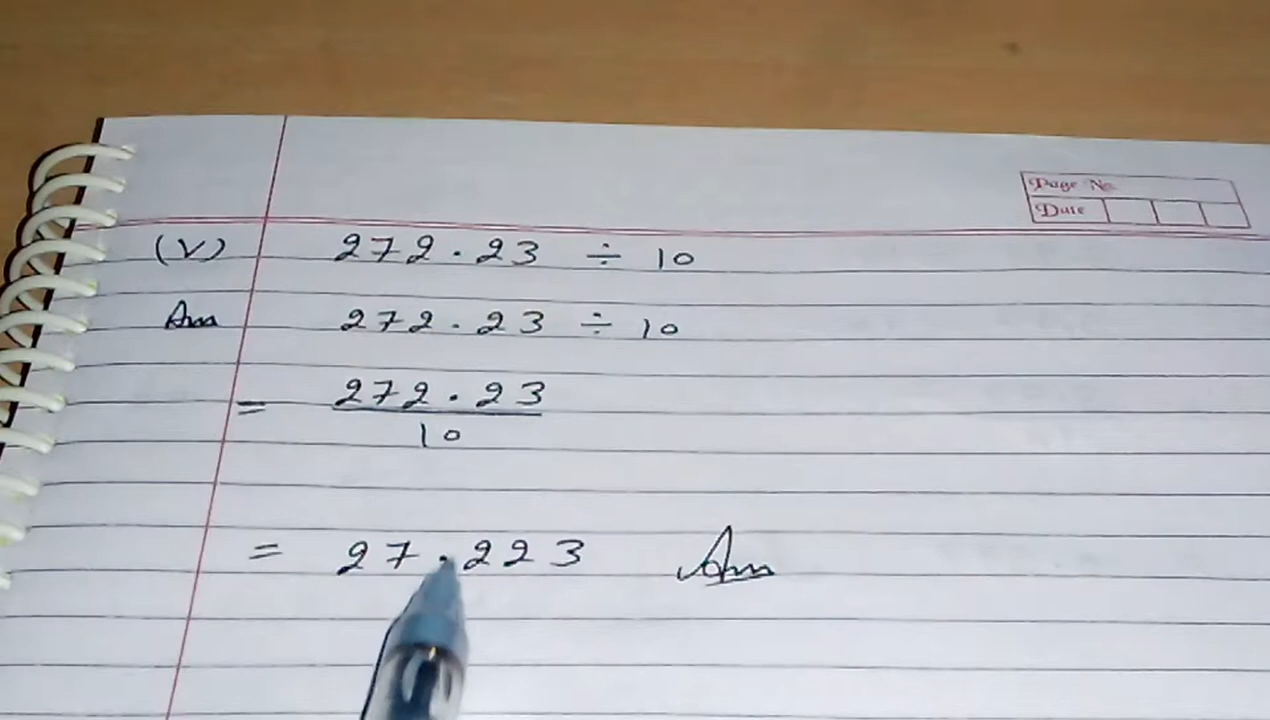 Page No.
Date
(V) 272.23 ÷ 10
Ans 272.23 ÷ 10
= 272.23
10
= 27.223 Ans